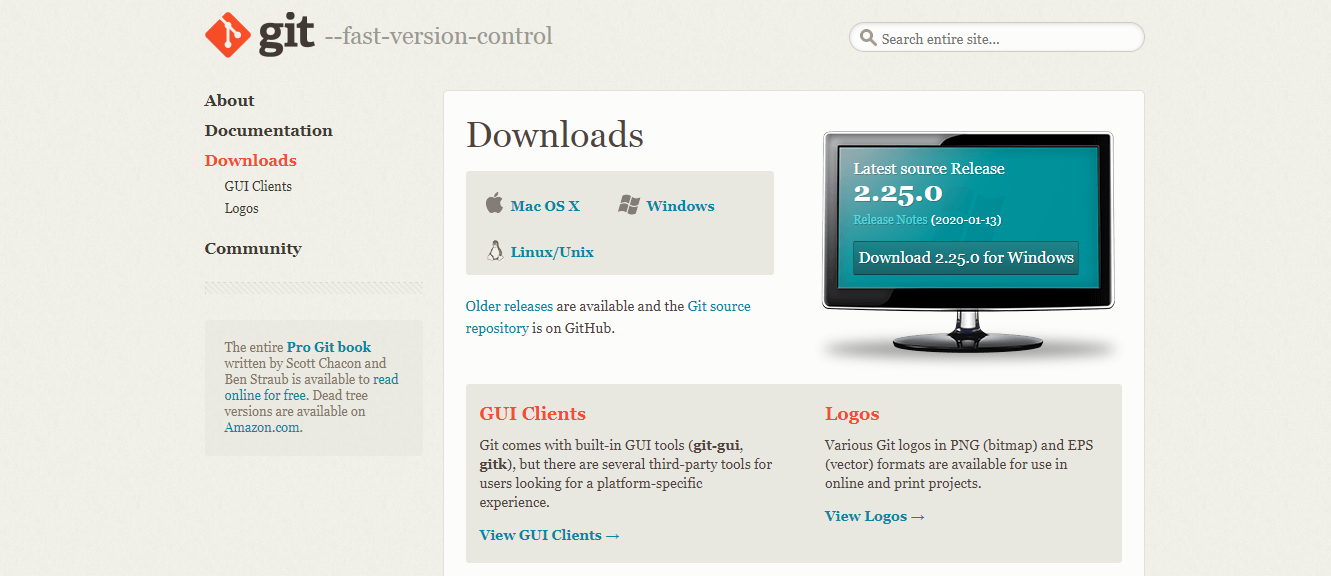 git --fast-version-control
Search entire site...
About
Documentation
Downloads
GUI Clients
Logos
Community
The entire Pro Git book
written by Scott Chacon and
Ben Straub is available to read
online for free. Dead tree
versions are available on
Amazon.com.
Downloads
Mac OS X
Windows
Linux/Unix
Older releases are available and the Git source
repository is on GitHub.
Latest source Release
2.25.0
Release Notes (2020-01-13)
Download 2.25.0 for Windows
GUI Clients
Git comes with built-in GUI tools (git-gui,
gitk), but there are several third-party tools for
users looking for a platform-specific
experience.
View GUI Clients →
Logos
Various Git logos in PNG (bitmap) and EPS
(vector) formats are available for use in
online and print projects.
View Logos →